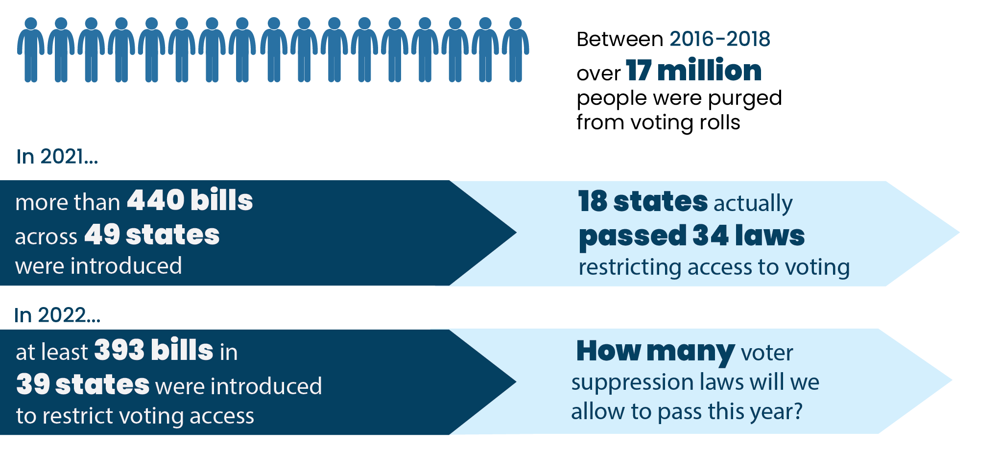 Between 2016-2018
over 17 million
people were purged
from voting rolls
In 2021...
more than 440 bills
across 49 states
were introduced
18 states actually
passed 34 laws
restricting access to voting
In 2022...
at least 393 bills in
39 states were introduced
to restrict voting access
How many voter
suppression laws will we
allow to pass this year?